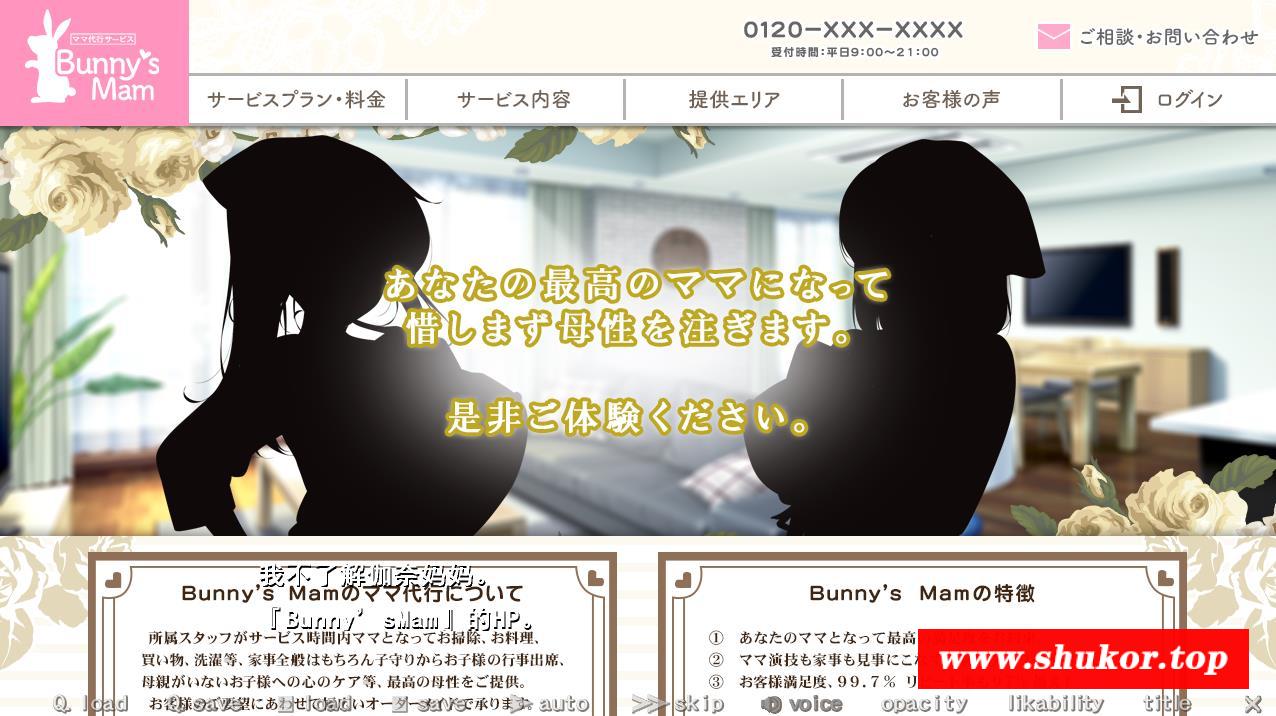 ママ代行サービス
Bunny's
Mam
0120-XXX-XXXX
受付時間:平日9:00~21:00
ご相談・お問い合わせ
サービスプラン・料金
サービス内容
提供エリア
お客様の声
ログイン
あなたの最高のママになって
惜しまず母性を注ぎます。
是非ご体験ください。
Bunny's Mamのママ代行について
我不了解伽奈妈妈。
『Bunny’sMam』的HP。
所属スタッフがサービス時間内ママとなってお掃除、お料理、
買い物、洗濯等、家事全般はもちろん子守りからお子様の行事出席、
母親がいないお子様への心のケア等、最高の母性をご提供。
お客様のご要望にあわせて
Bunny's Mamの特徴
① あなたのママとなって最高
② ママ演技も家事も見事にこな
③ お客様満足度、99.7%
www.shukor.top
Q load
Q save
load
save
auto
skip
voice
opacity
likability
title